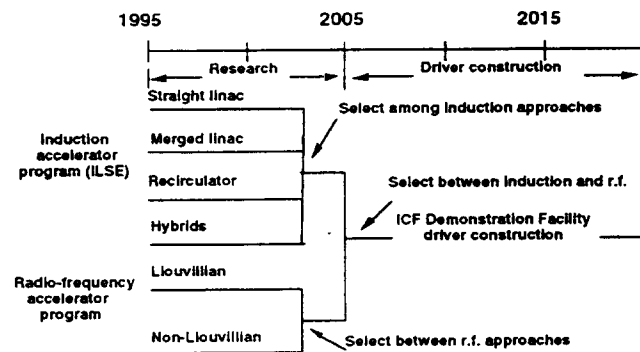 1995 2005 2015
Research Driver construction
Straight linac
Select among induction approaches
Merged linac
Induction
accelerator
program (ILSE)
Recirculator
Select between induction and r.f.
Hybrids
ICF Demonstration Facility
driver construction
Liouvillian
Radio-frequency
accelerator
program
Non-Liouvillian
Select between r.f. approaches